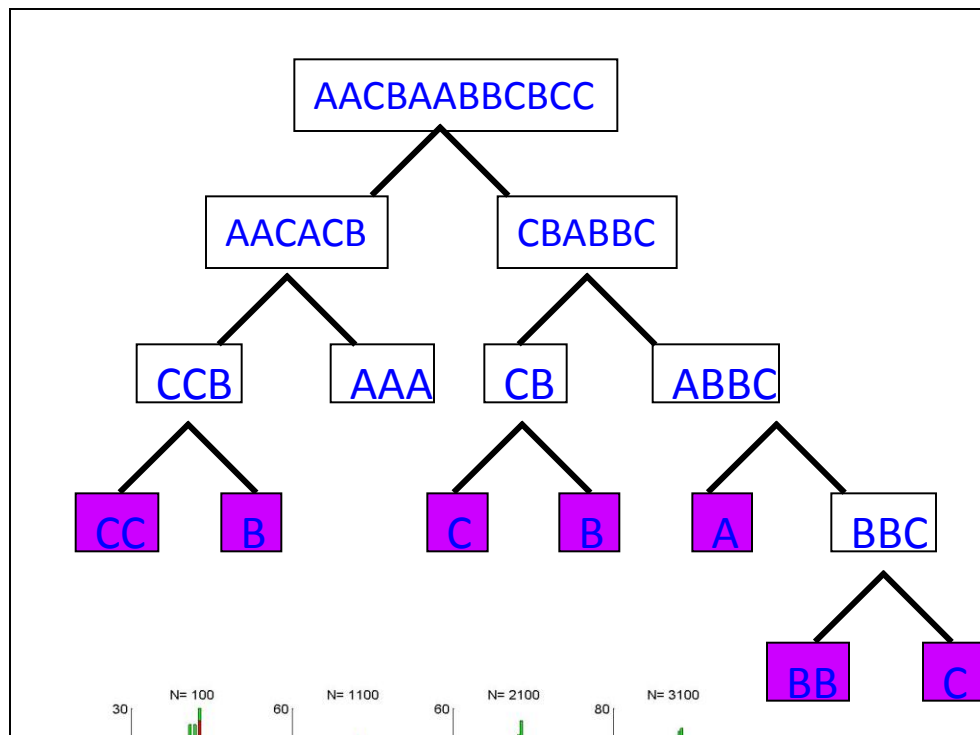 AACBAABBCBCC
AACACB CBABBC
CCB AAA CB ABBC
CC B C B A BBC
BB C
N= 100 N= 1100 N= 2100 N= 3100
30 60 60 80